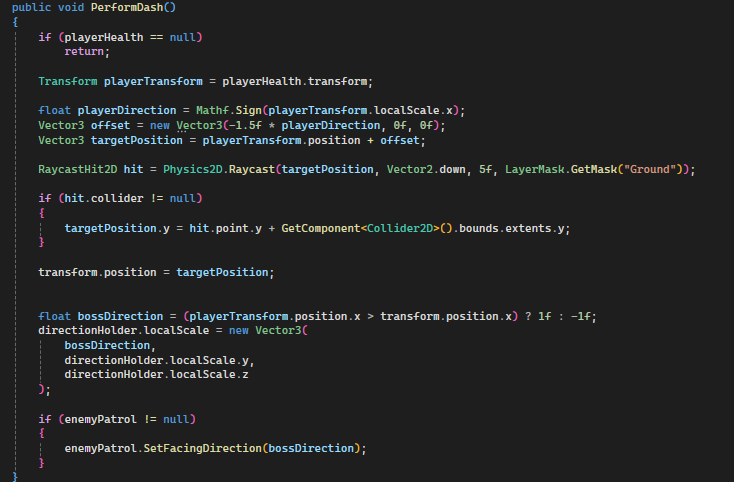 public void PerformDash()
{
    if (playerHealth == null)
        return;

    Transform playerTransform = playerHealth.transform;

    float playerDirection = Mathf.Sign(playerTransform.localScale.x);
    Vector3 offset = new Vector3(-1.5f * playerDirection, 0f, 0f);
    Vector3 targetPosition = playerTransform.position + offset;

    RaycastHit2D hit = Physics2D.Raycast(targetPosition, Vector2.down, 5f, LayerMask.GetMask("Ground"));

    if (hit.collider != null)
    {
        targetPosition.y = hit.point.y + GetComponent<Collider2D>().bounds.extents.y;
    }

    transform.position = targetPosition;


    float bossDirection = (playerTransform.position.x > transform.position.x) ? 1f : -1f;
    directionHolder.localScale = new Vector3(
        bossDirection,
        directionHolder.localScale.y,
        directionHolder.localScale.z
    );

    if (enemyPatrol != null)
    {
        enemyPatrol.SetFacingDirection(bossDirection);
    }
}